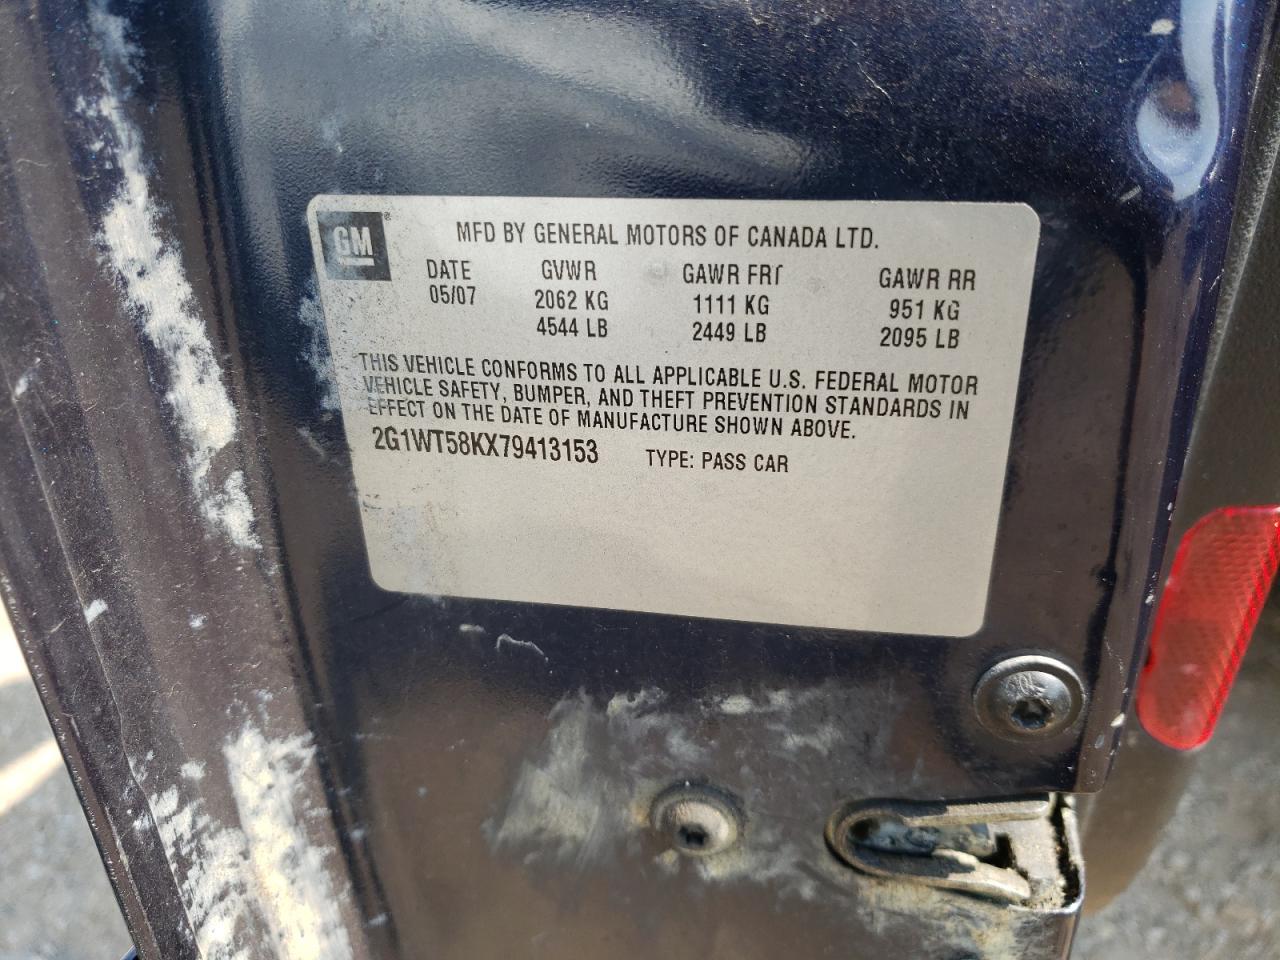 GM
MFD BY GENERAL MOTORS OF CANADA LTD.
DATE GVWR GAWR FRT GAWR RR
05/07 2062 KG 1111 KG 951 KG
4544 LB 2449 LB 2095 LB
THIS VEHICLE CONFORMS TO ALL APPLICABLE U.S. FEDERAL MOTOR
VEHICLE SAFETY, BUMPER, AND THEFT PREVENTION STANDARDS IN
EFFECT ON THE DATE OF MANUFACTURE SHOWN ABOVE.
2G1WT58KX79413153 TYPE: PASS CAR